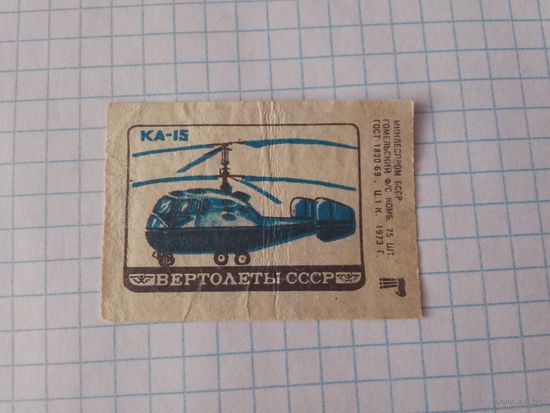 КА-15
ВЕРТОЛЕТЫ СССР
МИНЛЕСПРОМ БССР
ГОМЕЛЬСКИЙ Ф/С КОМБ. 75 ШТ.
ГОСТ 1820-69. Ц 1 К. 1973 Г.